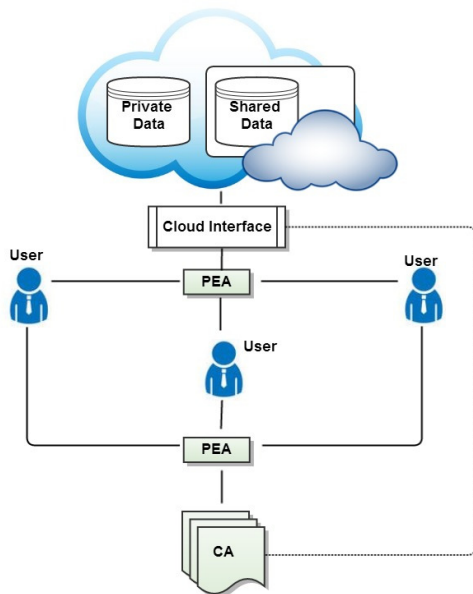 Private
Data
Shared
Data
Cloud Interface
User
User
PEA
User
PEA
CA